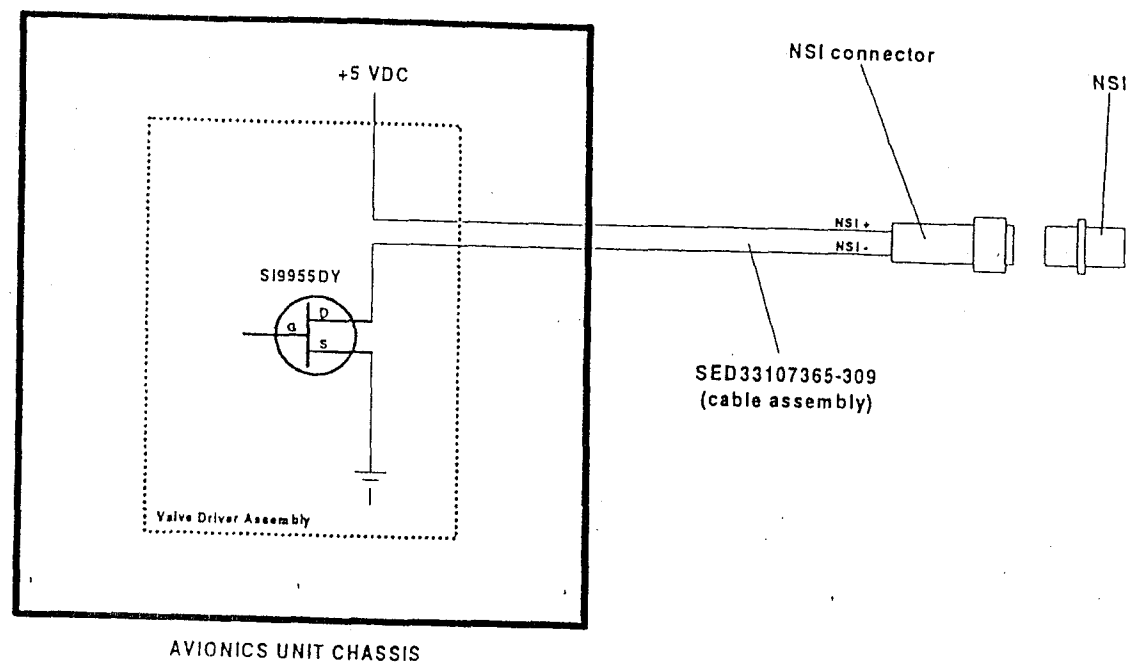 +5 VDC
NSI connector
NSI
NSI +
NSI -
SI9955DY
D
G
S
SED33107365-309
(cable assembly)
Valve Driver Assembly
AVIONICS UNIT CHASSIS